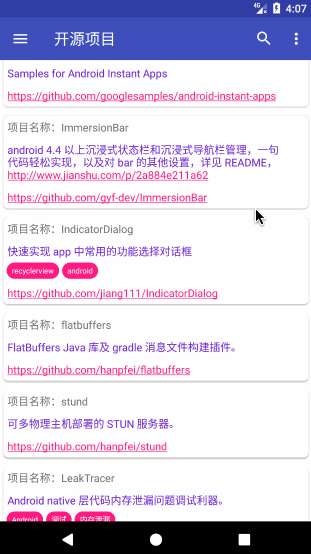 4G 4:07
开源项目
Samples for Android Instant Apps
https://github.com/googlesamples/android-instant-apps
项目名称：ImmersionBar
android 4.4 以上沉浸式状态栏和沉浸式导航栏管理，一句
代码轻松实现，以及对 bar 的其他设置，详见 README，
http://www.jianshu.com/p/2a884e211a62
https://github.com/gyf-dev/ImmersionBar
项目名称：IndicatorDialog
快速实现 app 中常用的功能选择对话框
recyclerview android
https://github.com/jiang111/IndicatorDialog
项目名称：flatbuffers
FlatBuffers Java 库及 gradle 消息文件构建插件。
https://github.com/hanpfei/flatbuffers
项目名称：stund
可多物理主机部署的 STUN 服务器。
https://github.com/hanpfei/stund
项目名称：LeakTracer
Android native 层代码内存泄漏问题调试利器。
Android 调试 内存泄漏